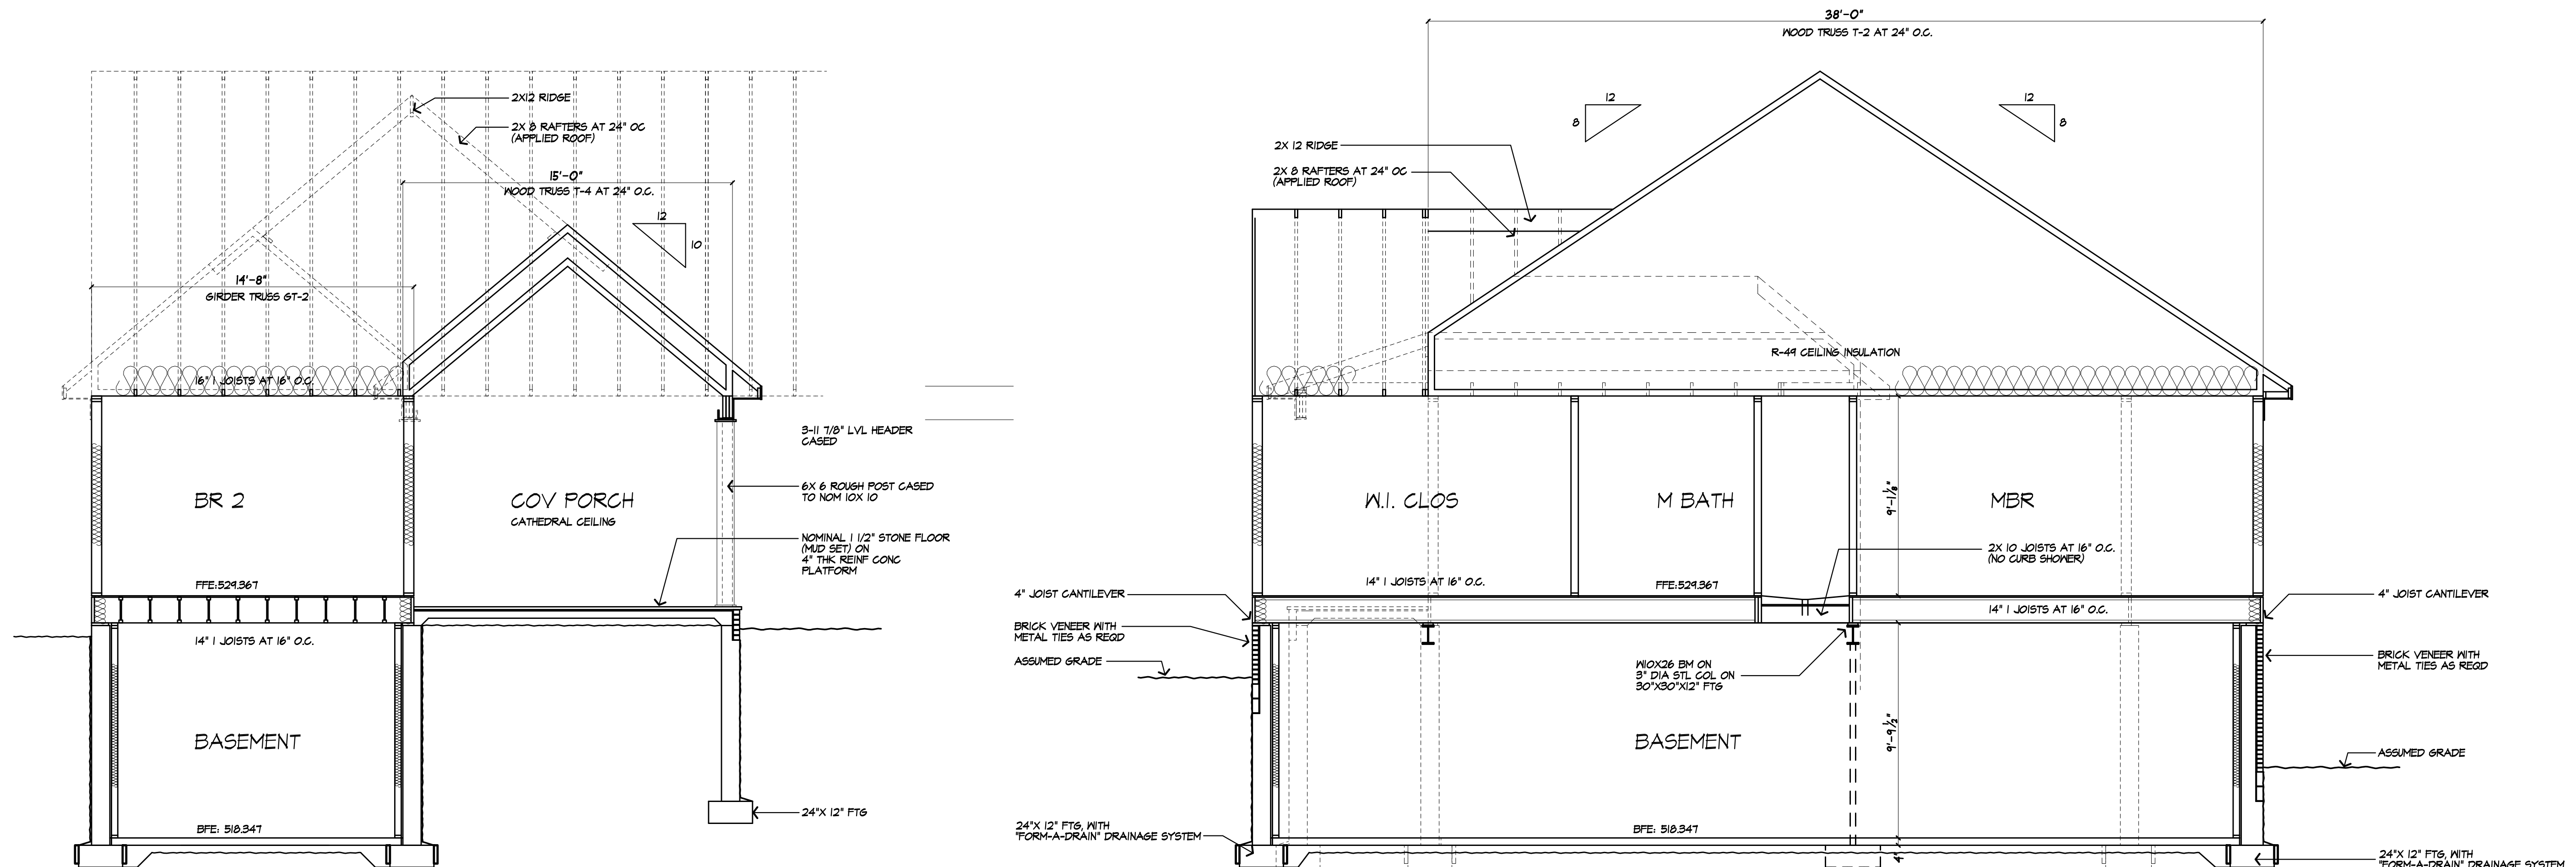 2X12 RIDGE
2X 8 RAFTERS AT 24" OC
(APPLIED ROOF)
15'-0"
WOOD TRUSS T-4 AT 24" O.C.
12
10
14'-8"
GIRDER TRUSS GT-2
16" I JOISTS AT 16" O.C.
3-11 7/8" LVL HEADER
CASED
6X 6 ROUGH POST CASED
TO NOM 10X 10
BR 2
COV PORCH
CATHEDRAL CEILING
NOMINAL 1 1/2" STONE FLOOR
(MUD SET) ON
4" THK REINF CONC
PLATFORM
FFE:529.367
14" I JOISTS AT 16" O.C.
BASEMENT
24"X 12" FTG
BFE: 518.347
38'-0"
WOOD TRUSS T-2 AT 24" O.C.
12
8
12
8
2X 12 RIDGE
2X 8 RAFTERS AT 24" OC
(APPLIED ROOF)
R-49 CEILING INSULATION
W.I. CLOS
M BATH
MBR
9'-1⅛"
2X 10 JOISTS AT 16" O.C.
(NO CURB SHOWER)
14" I JOISTS AT 16" O.C.
FFE:529.367
14" I JOISTS AT 16" O.C.
4" JOIST CANTILEVER
4" JOIST CANTILEVER
BRICK VENEER WITH
METAL TIES AS REQD
ASSUMED GRADE
W10X26 BM ON
3" DIA STL COL ON
30"X30"X12" FTG
BRICK VENEER WITH
METAL TIES AS REQD
9'-9½"
BASEMENT
ASSUMED GRADE
24"X 12" FTG, WITH
"FORM-A-DRAIN" DRAINAGE SYSTEM
BFE: 518.347
4"
24"X 12" FTG, WITH
"FORM-A-DRAIN" DRAINAGE SYSTEM